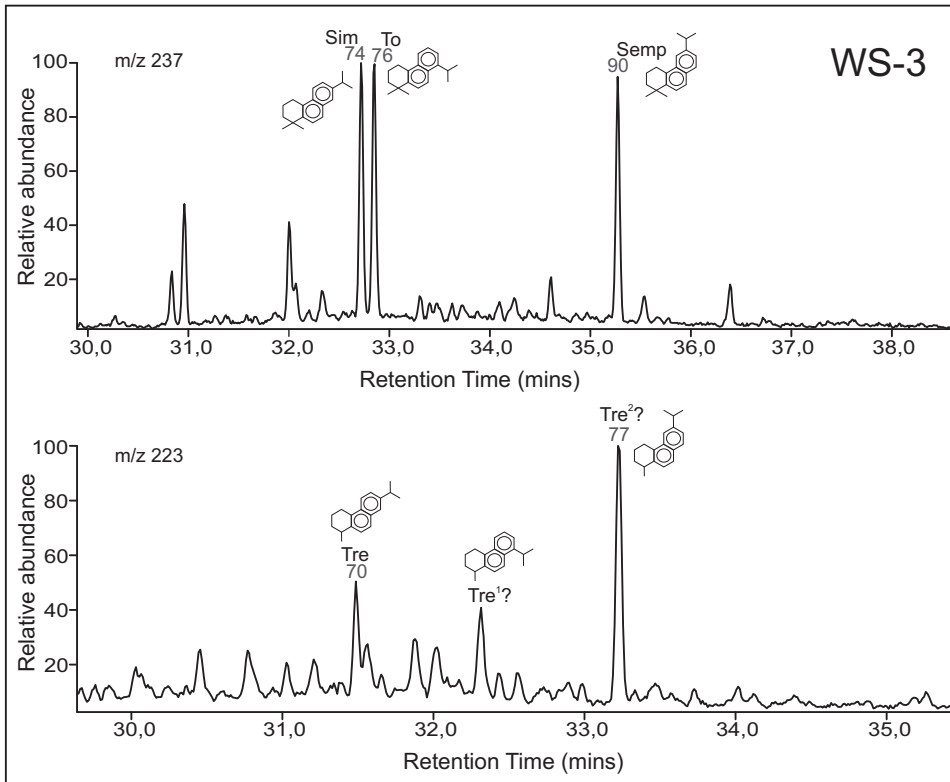 WS-3
m/z 237
Sim
74
To
76
Semp
90
Relative abundance
100
80
60
40
20
30,0 31,0 32,0 33,0 34,0 35,0 36,0 37,0 38,0
Retention Time (mins)
m/z 223
Tre
70
Tre¹?
Tre²?
77
Relative abundance
100
80
60
40
20
30,0 31,0 32,0 33,0 34,0 35,0
Retention Time (mins)